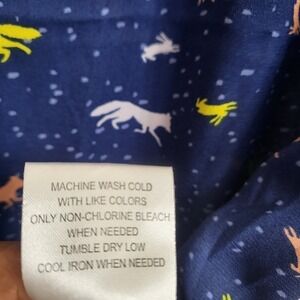 MACHINE WASH COLD
WITH LIKE COLORS
ONLY NON-CHLORINE BLEACH
WHEN NEEDED
TUMBLE DRY LOW
COOL IRON WHEN NEEDED